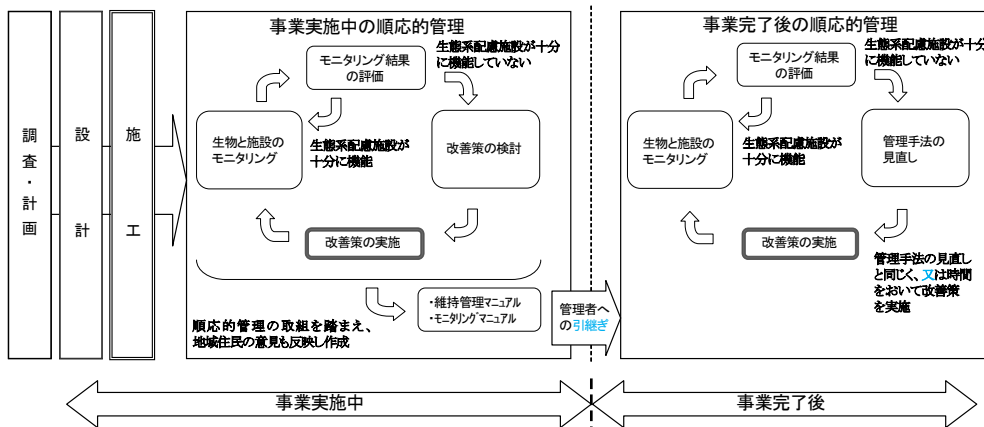 調査・計画
設計
施工
事業実施中の順応的管理
モニタリング結果
の評価
生態系配慮施設が十分
に機能していない
生物と施設の
モニタリング
生態系配慮施設が
十分に機能
改善策の検討
改善策の実施
・維持管理マニュアル
・モニタリングマニュアル
順応的管理の取組を踏まえ、
地域住民の意見も反映し作成
管理者へ
の引継ぎ
事業完了後の順応的管理
モニタリング結果
の評価
生態系配慮施設が十分
に機能していない
生物と施設の
モニタリング
生態系配慮施設が
十分に機能
管理手法の
見直し
改善策の実施
管理手法の見直し
と同じく、又は時間
をおいて改善策
を実施
事業実施中
事業完了後